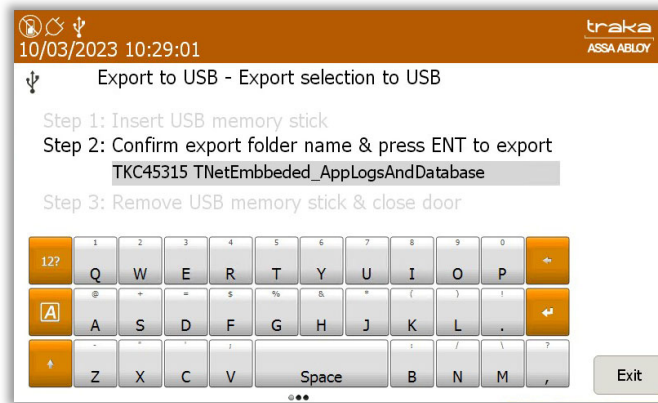 traka
10/03/2023 10:29:01
ASSA ABLOY
Export to USB - Export selection to USB
Step 1: Insert USB memory stick
Step 2: Confirm export folder name & press ENT to export
TKC45315 TNetEmbbeded_AppLogsAndDatabase
Step 3: Remove USB memory stick & close door
1 2 3 4 5 6 7 8 9 0
12? Q W E R T Y U I O P
@ + = $ % & * ( ) !
A A S D F G H J K L .
- " ' ; : / \ ?
Z X C V Space B N M ,
Exit